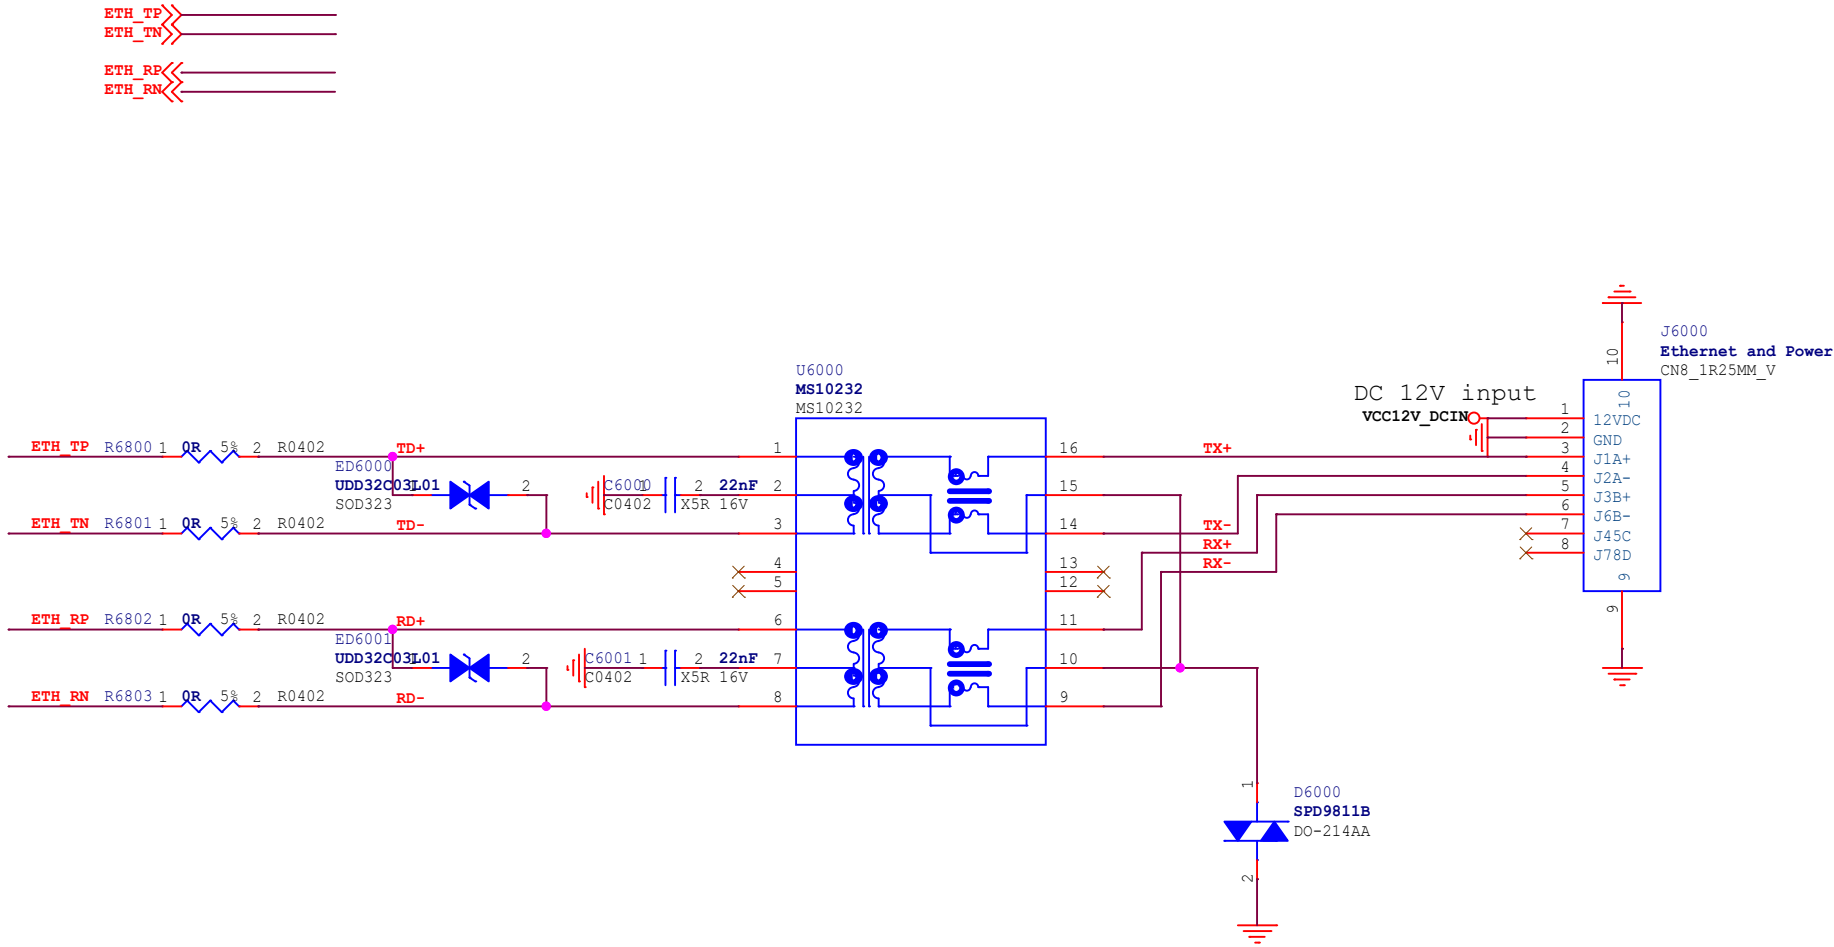 ETH_TP
ETH_TN
ETH_RP
ETH_RN
J6000
Ethernet and Power
CN8_1R25MM_V
10
10
DC 12V input
VCC12V_DCIN
1 12VDC
2 GND
3 J1A+
4 J2A-
5 J3B+
6 J6B-
7 J45C
8 J78D
9
9
U6000
MS10232
MS10232
ETH_TP R6800 1 0R 5% 2 R0402 TD+ 1 16 TX+
ED6000
UDD32C03L01 1 2
SOD323
C6000 1 2 22nF 2 15
C0402 X5R 16V
ETH_TN R6801 1 0R 5% 2 R0402 TD- 3 14 TX-
RX+
4 13 RX-
5 12
ETH_RP R6802 1 0R 5% 2 R0402 RD+ 6 11
ED6001
UDD32C03L01 1 2
SOD323
C6001 1 2 22nF 7 10
C0402 X5R 16V
ETH_RN R6803 1 0R 5% 2 R0402 RD- 8 9
1
D6000
SPD9811B
DO-214AA
2